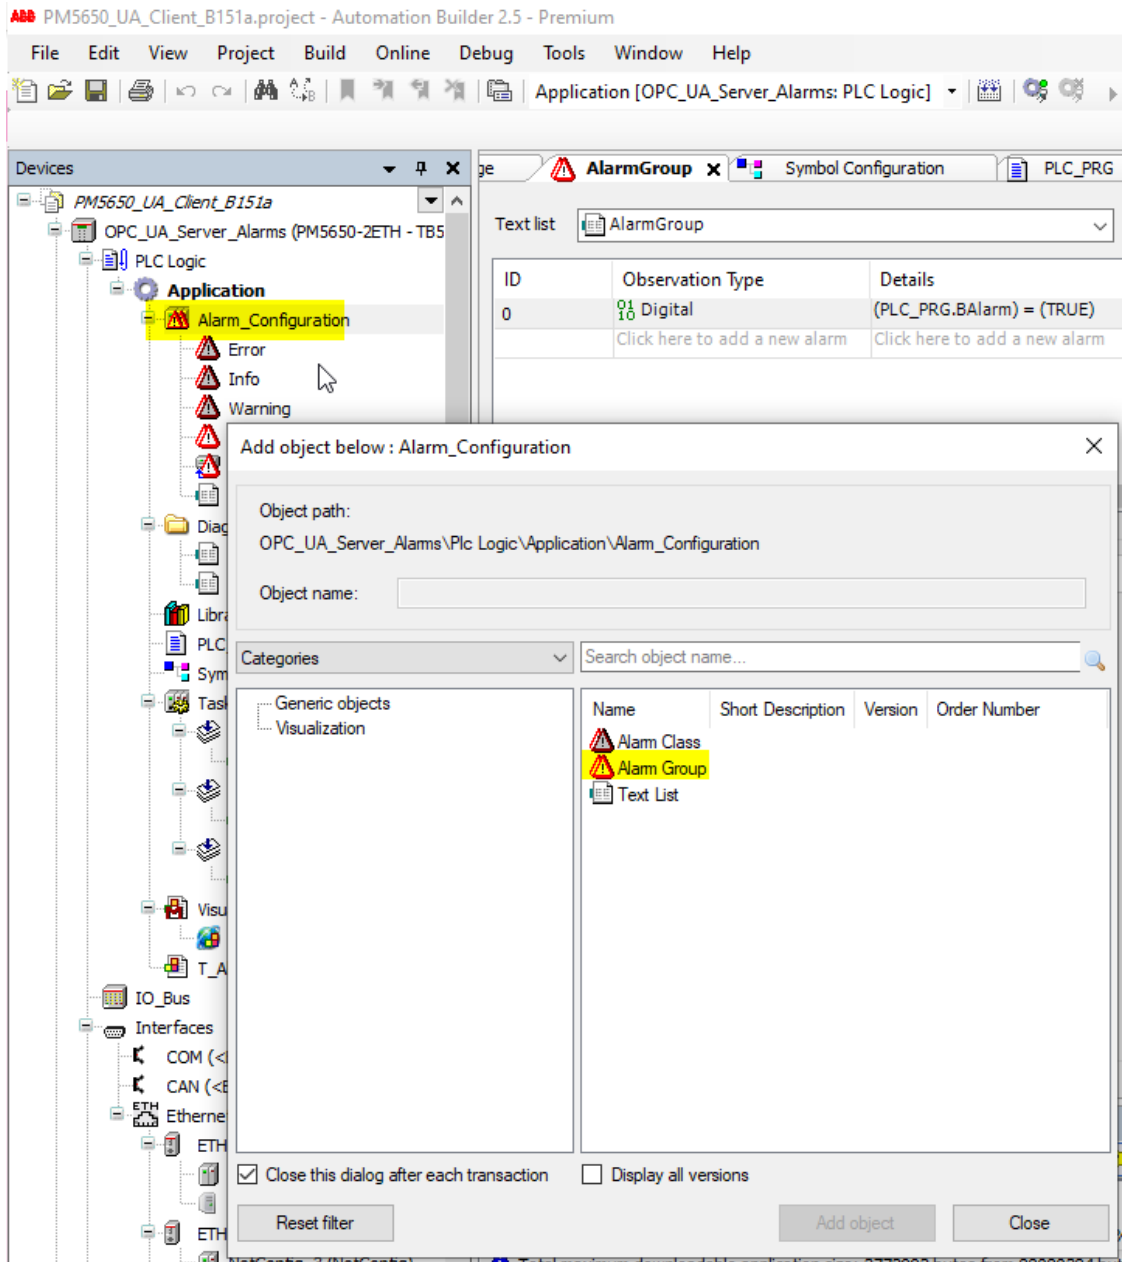 ABB PM5650_UA_Client_B151a.project - Automation Builder 2.5 - Premium
File Edit View Project Build Online Debug Tools Window Help
Application [OPC_UA_Server_Alarms: PLC Logic]
Devices
AlarmGroup
Symbol Configuration
PLC_PRG
PM5650_UA_Client_B151a
OPC_UA_Server_Alarms (PM5650-2ETH - TB5
PLC Logic
Application
Alarm_Configuration
Error
Info
Warning
Text list AlarmGroup
ID Observation Type Details
0 Digital (PLC_PRG.BAlarm) = (TRUE)
Click here to add a new alarm Click here to add a new alarm
Diag
Libra
PLC
Sym
Task
Visu
T_A
IO_Bus
Interfaces
COM (<
CAN (<
ETH
Etherne
ETH
ETH
Add object below : Alarm_Configuration
Object path:
OPC_UA_Server_Alarms\Plc Logic\Application\Alarm_Configuration
Object name:
Categories
Search object name...
Generic objects
Visualization
Name Short Description Version Order Number
Alarm Class
Alarm Group
Text List
Close this dialog after each transaction
Display all versions
Reset filter
Add object
Close